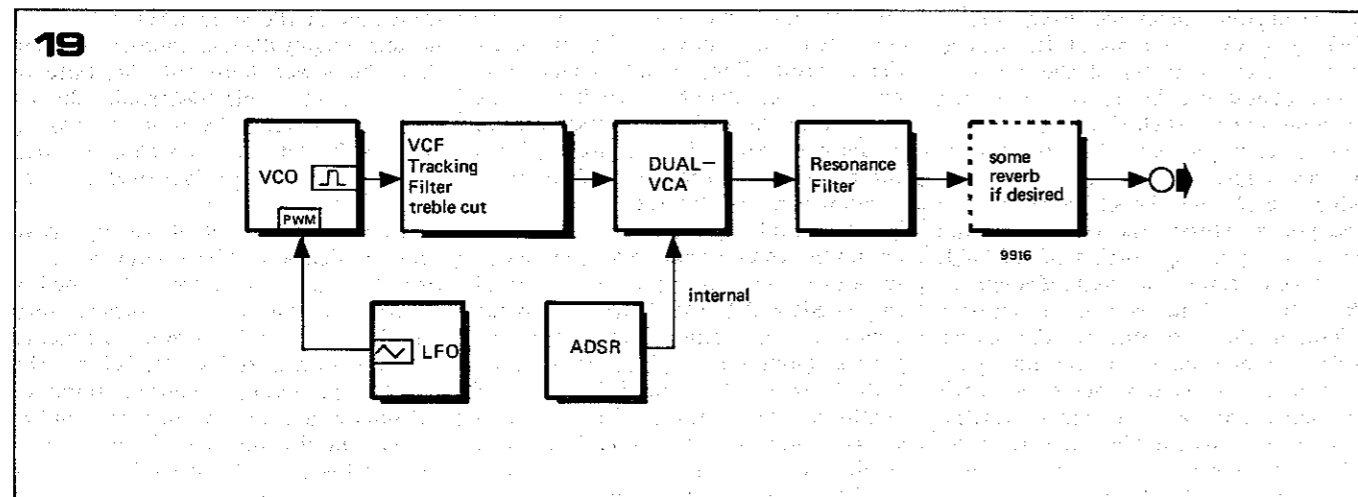 19
VCO
PWM
VCF
Tracking
Filter
treble cut
DUAL-
VCA
Resonance
Filter
some
reverb
if desired
9916
internal
LFO
ADSR